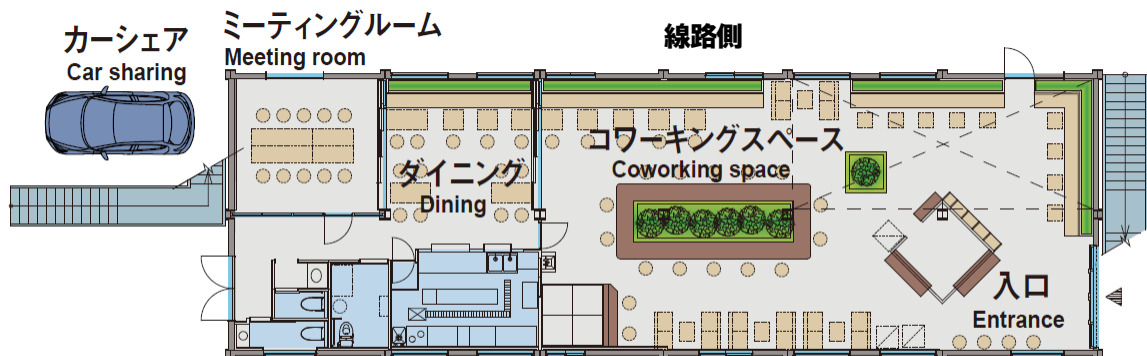 カーシェア
Car sharing
ミーティングルーム
Meeting room
線路側
ダイニング
Dining
コワーキングスペース
Coworking space
入口
Entrance